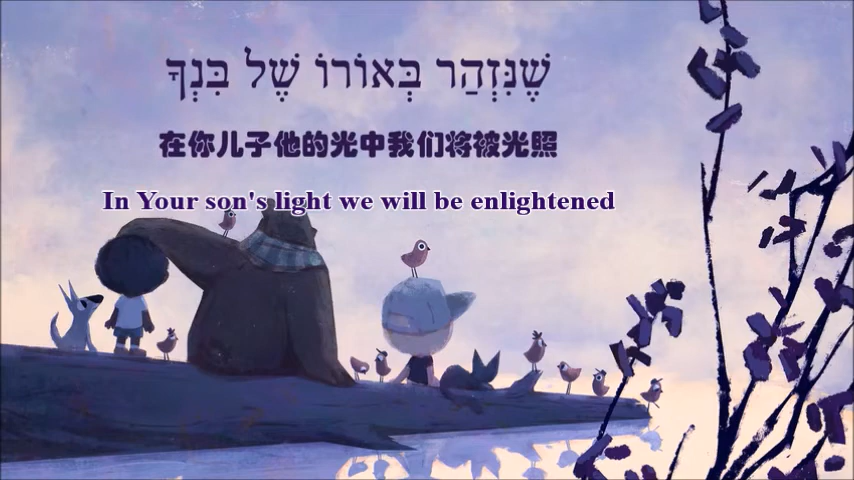 שֶׁנִּזְהַר בְּאוֹרוֹ שֶׁל בִּנְךָ
在你儿子他的光中我们将被光照
In Your son's light we will be enlightened